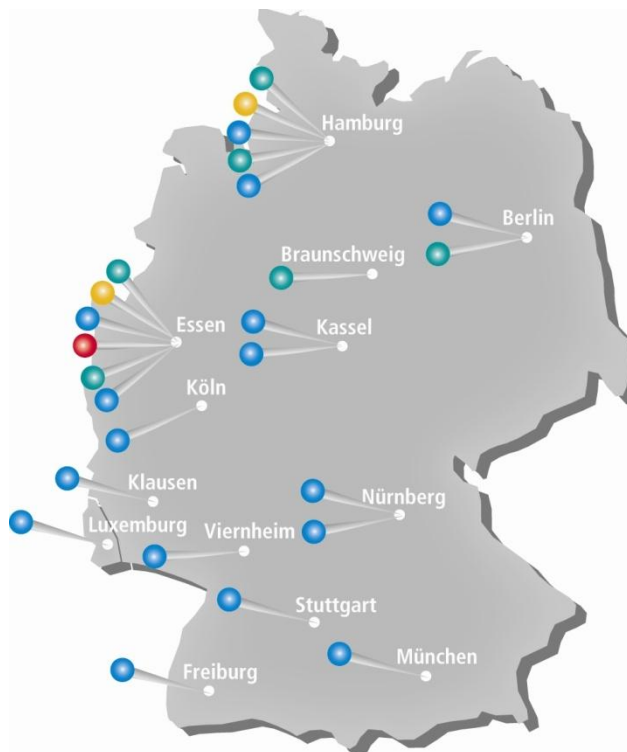 Hamburg
Berlin
Braunschweig
Essen
Kassel
Köln
Klausen
Nürnberg
Luxemburg
Viernheim
Stuttgart
München
Freiburg